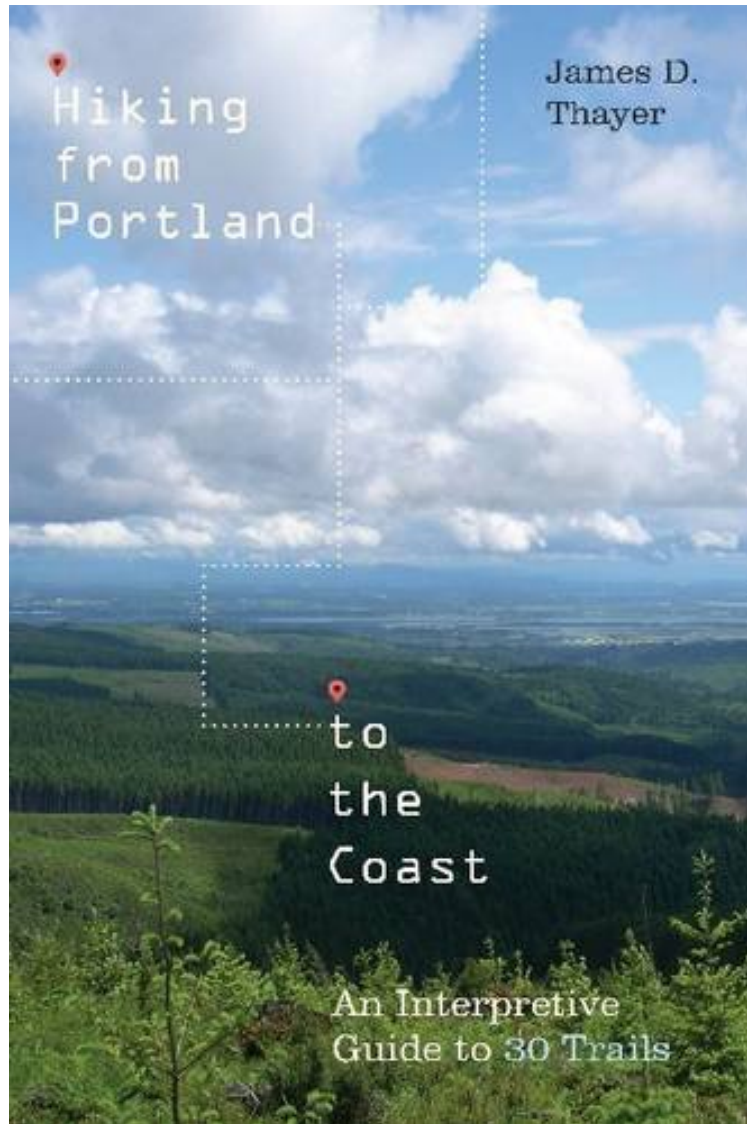 Hiking
from
Portland
James D.
Thayer
to
the
Coast
An Interpretive
Guide to 30 Trails